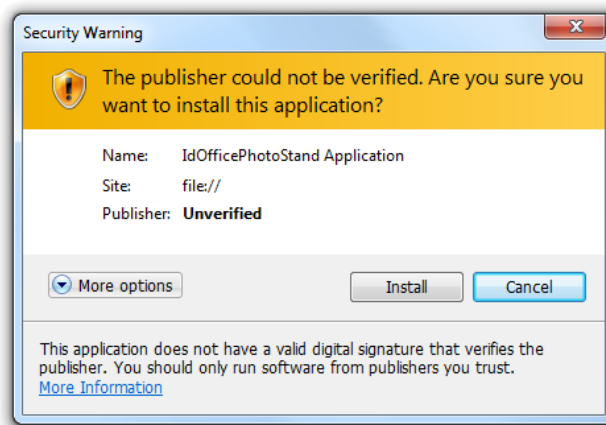 Security Warning
The publisher could not be verified. Are you sure you
want to install this application?
Name: IdOfficePhotoStand Application
Site: file://
Publisher: Unverified
More options
Install
Cancel
This application does not have a valid digital signature that verifies the
publisher. You should only run software from publishers you trust.
More Information